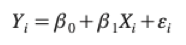 Yᵢ = β₀ + β₁Xᵢ + εᵢ